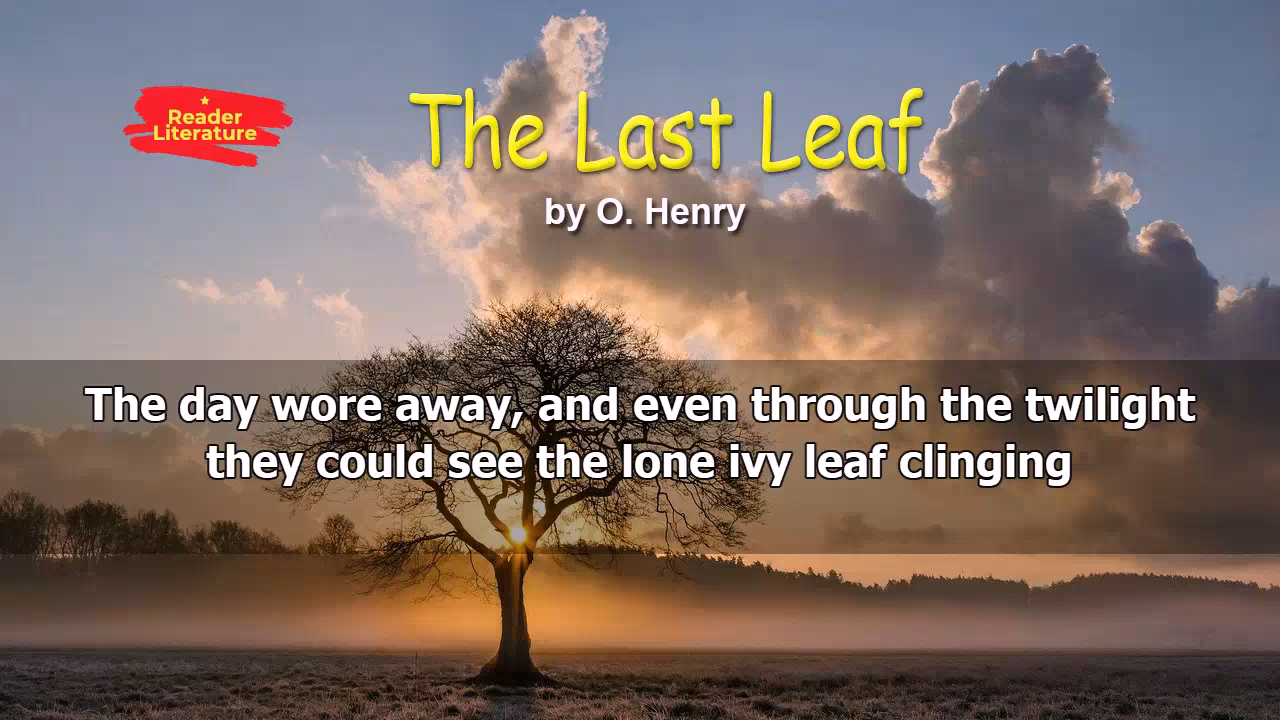 Reader
Literature
The Last Leaf
by O. Henry
The day wore away, and even through the twilight
they could see the lone ivy leaf clinging